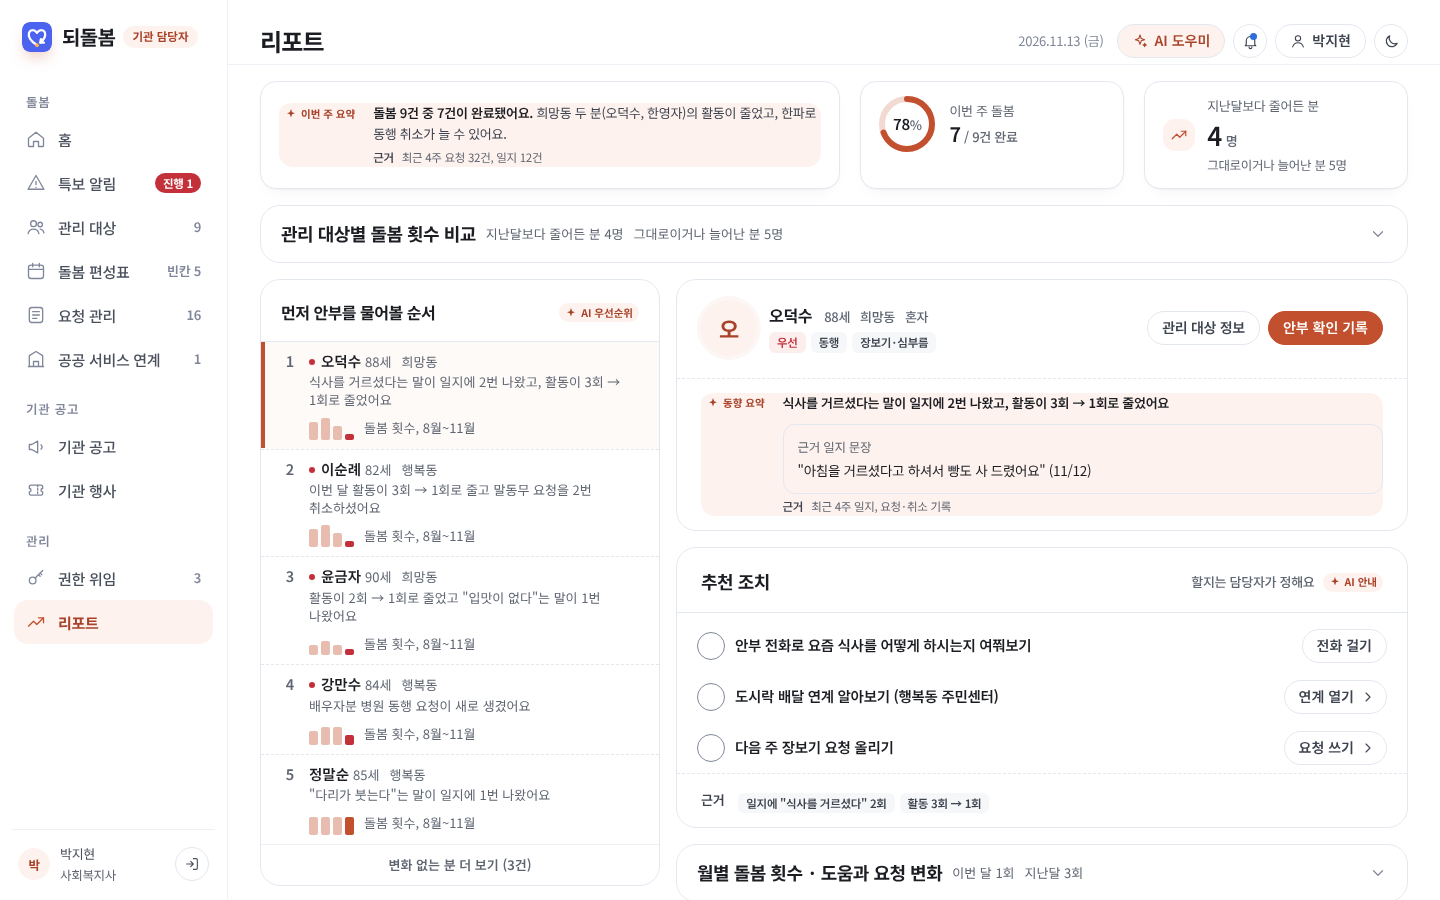 되돌봄 기관 담당자
돌봄
홈
특보 알림 진행 1
관리 대상 9
돌봄 편성표 빈칸 5
요청 관리 16
공공 서비스 연계 1
기관 공고
기관 공고
기관 행사
관리
권한 위임 3
리포트
박 박지현
사회복지사
리포트
2026.11.13 (금) AI 도우미 박지현
이번 주 요약 돌봄 9건 중 7건이 완료됐어요. 희망동 두 분(오덕수, 한영자)의 활동이 줄었고, 한파로
동행 취소가 늘 수 있어요.
근거 최근 4주 요청 32건, 일지 12건
78%
이번 주 돌봄
7 / 9건 완료
지난달보다 줄어든 분
4 명
그대로이거나 늘어난 분 5명
관리 대상별 돌봄 횟수 비교 지난달보다 줄어든 분 4명 그대로이거나 늘어난 분 5명
먼저 안부를 물어볼 순서 AI 우선순위
1 오덕수 88세 희망동
식사를 거르셨다는 말이 일지에 2번 나왔고, 활동이 3회 →
1회로 줄었어요
돌봄 횟수, 8월~11월
2 이순례 82세 행복동
이번 달 활동이 3회 → 1회로 줄고 말동무 요청을 2번
취소하셨어요
돌봄 횟수, 8월~11월
3 윤금자 90세 희망동
활동이 2회 → 1회로 줄었고 "입맛이 없다"는 말이 1번
나왔어요
돌봄 횟수, 8월~11월
4 강만수 84세 행복동
배우자분 병원 동행 요청이 새로 생겼어요
돌봄 횟수, 8월~11월
5 정말순 85세 행복동
"다리가 붓는다"는 말이 일지에 1번 나왔어요
돌봄 횟수, 8월~11월
변화 없는 분 더 보기 (3건)
오 오덕수 88세 희망동 혼자
우선 동행 장보기·심부름
관리 대상 정보 안부 확인 기록
동향 요약 식사를 거르셨다는 말이 일지에 2번 나왔고, 활동이 3회 → 1회로 줄었어요
근거 일지 문장
"아침을 거르셨다고 하셔서 빵도 사 드렸어요" (11/12)
근거 최근 4주 일지, 요청·취소 기록
추천 조치 할지는 담당자가 정해요 AI 안내
안부 전화로 요즘 식사를 어떻게 하시는지 여쭤보기 전화 걸기
도시락 배달 연계 알아보기 (행복동 주민센터) 연계 열기
다음 주 장보기 요청 올리기 요청 쓰기
근거 일지에 "식사를 거르셨다" 2회 활동 3회 → 1회
월별 돌봄 횟수 · 도움과 요청 변화 이번 달 1회 지난달 3회